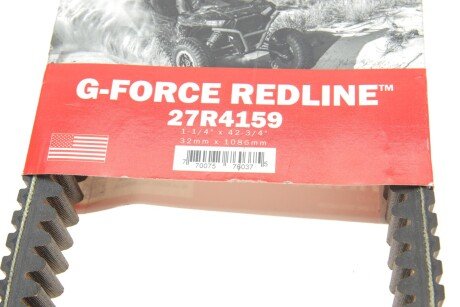 G-FORCE REDLINE™
27R4159
1-1/4" x 42-3/4"
32mm x 1086mm